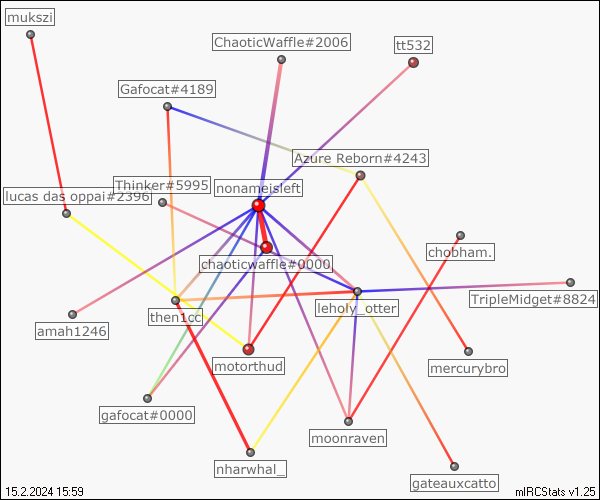 mukszi
ChaoticWaffle#2006
tt532
Gafocat#4189
Azure Reborn#4243
Thinker#5995
nonameisleft
lucas das oppai#2396
chobham.
chaoticwaffle#0000
TripleMidget#8824
leholy_otter
then1cc
amah1246
motorthud
mercurybro
gafocat#0000
moonraven
nharwhal_
gateauxcatto
15.2.2024 15:59
mIRCStats v1.25